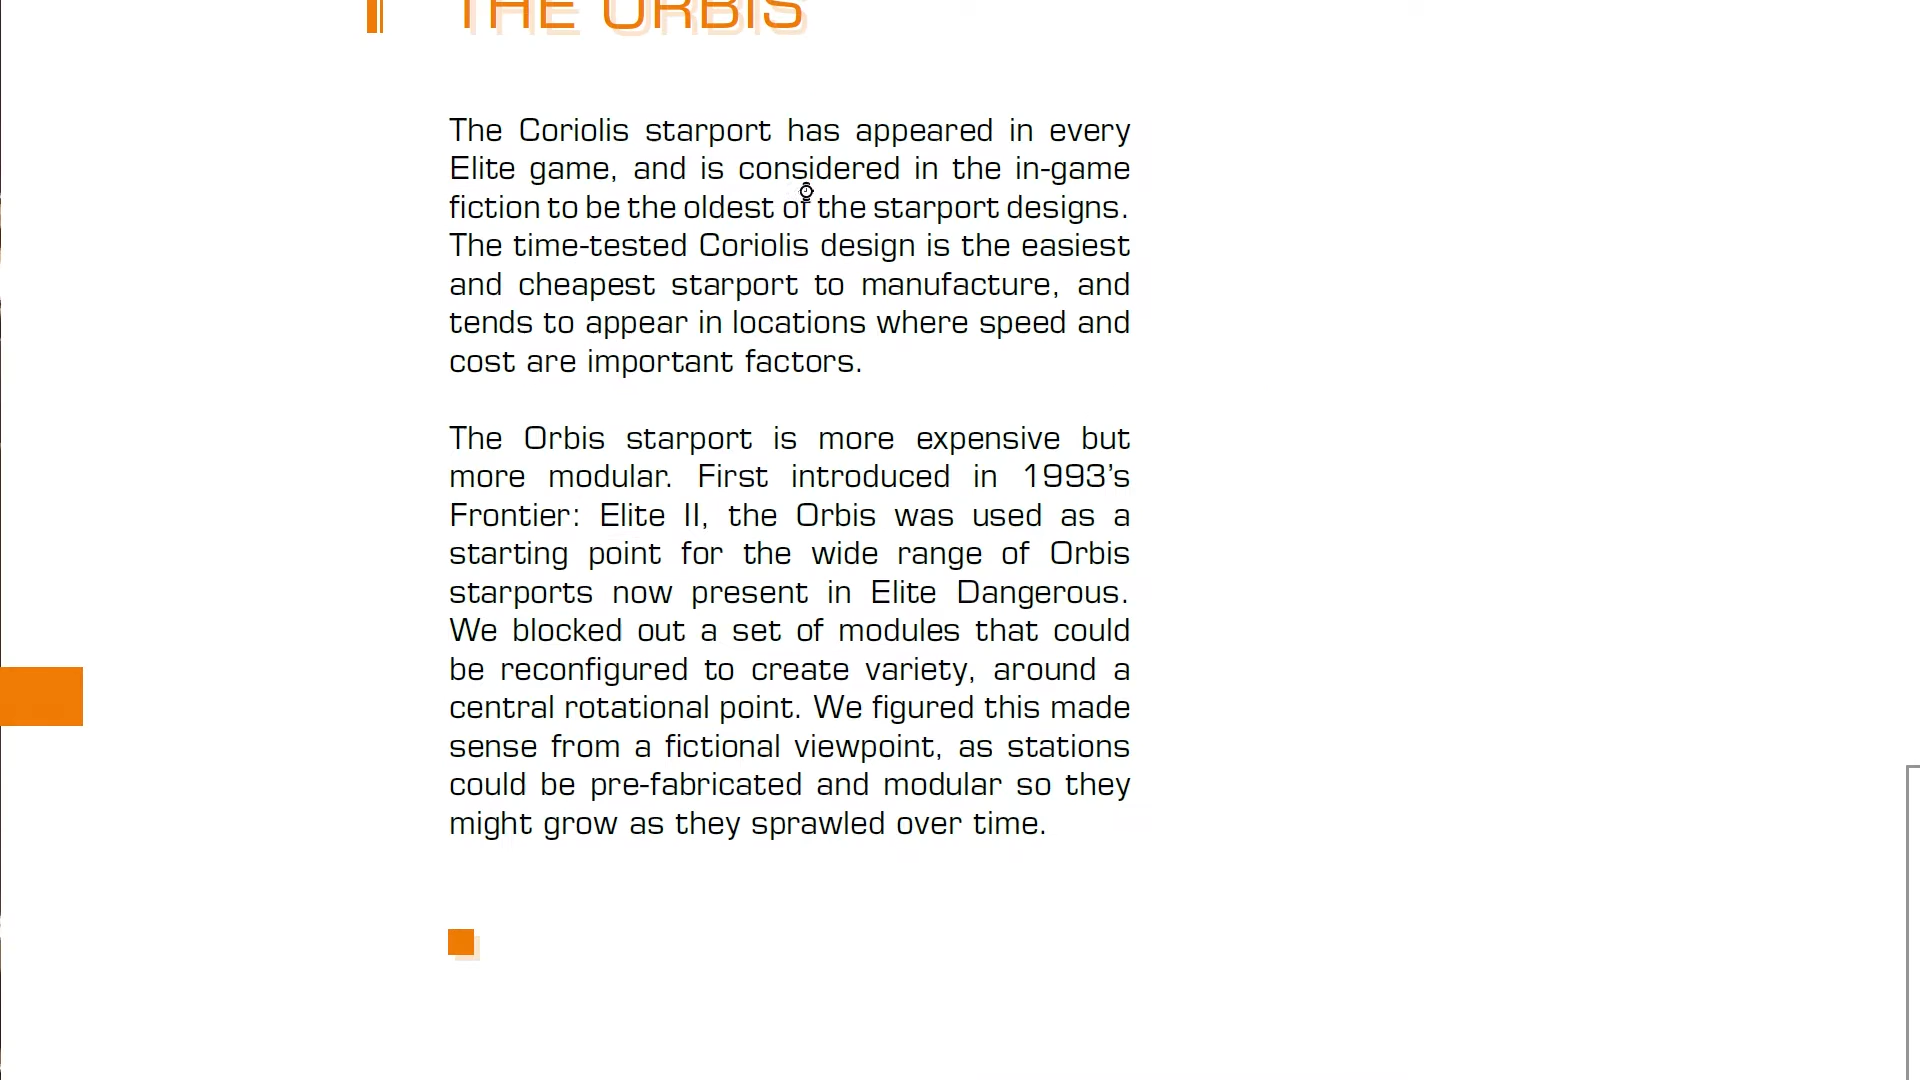 THE ORBIS
The Coriolis starport has appeared in every
Elite game, and is considered in the in-game
fiction to be the oldest of the starport designs.
The time-tested Coriolis design is the easiest
and cheapest starport to manufacture, and
tends to appear in locations where speed and
cost are important factors.
The Orbis starport is more expensive but
more modular. First introduced in 1993’s
Frontier: Elite II, the Orbis was used as a
starting point for the wide range of Orbis
starports now present in Elite Dangerous.
We blocked out a set of modules that could
be reconfigured to create variety, around a
central rotational point. We figured this made
sense from a fictional viewpoint, as stations
could be pre-fabricated and modular so they
might grow as they sprawled over time.